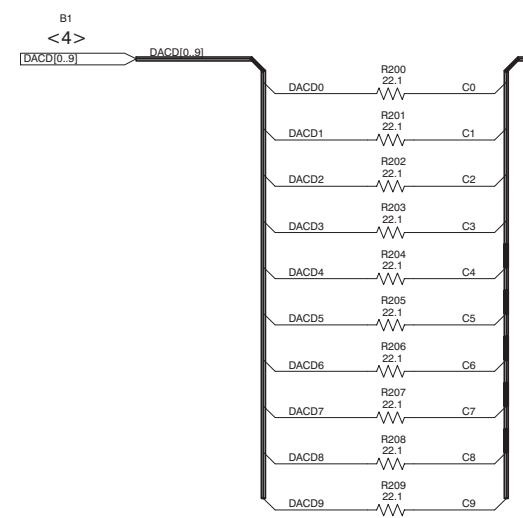 B1
<4>
DACD[0..9] DACD[0..9]
R200
22.1
DACD0 C0
R201
22.1
DACD1 C1
R202
22.1
DACD2 C2
R203
22.1
DACD3 C3
R204
22.1
DACD4 C4
R205
22.1
DACD5 C5
R206
22.1
DACD6 C6
R207
22.1
DACD7 C7
R208
22.1
DACD8 C8
R209
22.1
DACD9 C9